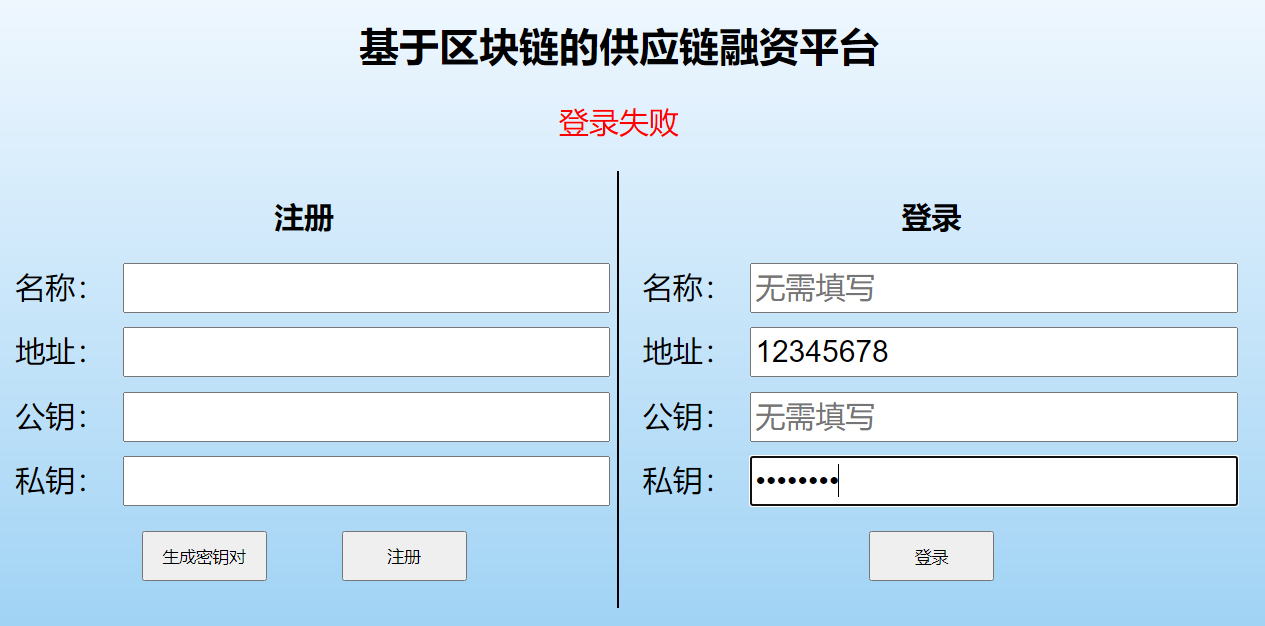 基于区块链的供应链融资平台
登录失败
注册
名称：
地址：
公钥：
私钥：
生成密钥对 注册
登录
名称： 无需填写
地址： 12345678
公钥： 无需填写
私钥： ••••••••
登录